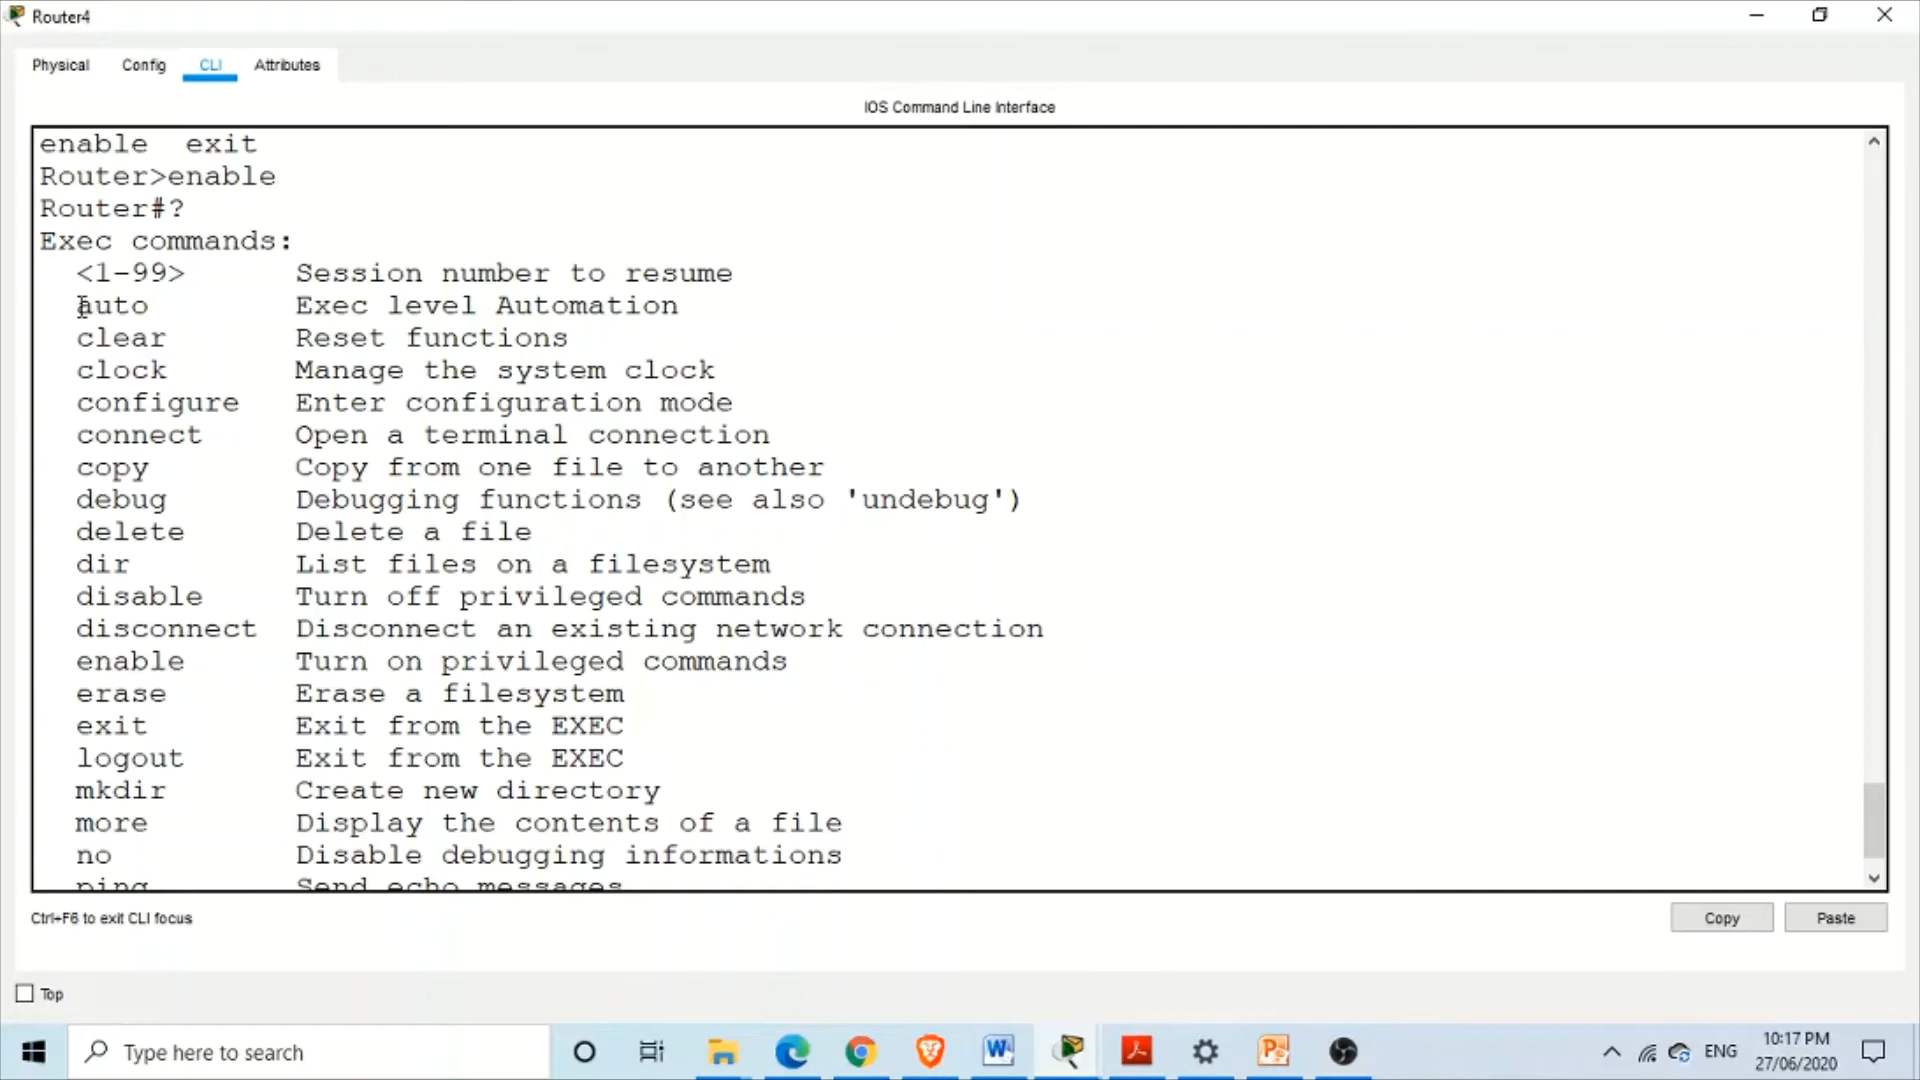 Router4
Physical Config CLI Attributes
IOS Command Line Interface
enable exit
Router>enable
Router#?
Exec commands:
<1-99> Session number to resume
auto Exec level Automation
clear Reset functions
clock Manage the system clock
configure Enter configuration mode
connect Open a terminal connection
copy Copy from one file to another
debug Debugging functions (see also 'undebug')
delete Delete a file
dir List files on a filesystem
disable Turn off privileged commands
disconnect Disconnect an existing network connection
enable Turn on privileged commands
erase Erase a filesystem
exit Exit from the EXEC
logout Exit from the EXEC
mkdir Create new directory
more Display the contents of a file
no Disable debugging informations
ping Send echo messages
Ctrl+F6 to exit CLI focus
Copy Paste
Top
Type here to search
ENG
10:17 PM
27/06/2020